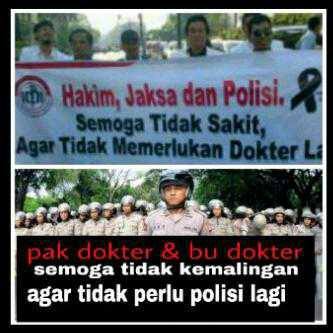 Hakim, Jaksa dan Polisi.
Semoga Tidak Sakit,
Agar Tidak Memerlukan Dokter
pak dokter & bu dokter
semoga tidak kemalingan
agar tidak perlu polisi lagi